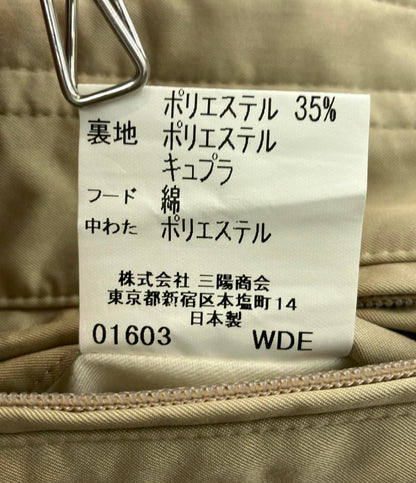 ポリエステル 35%
裏地 ポリエステル
キュプラ
フード 綿
中わた ポリエステル
株式会社 三陽商会
東京都新宿区本塩町14
日本製
01603 WDE